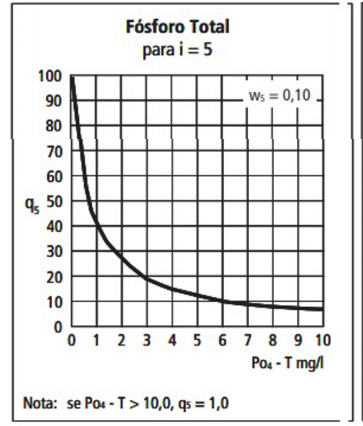 Fósforo Total
para i = 5
100
90
80
70
60
50
40
30
20
10
0
q₅
w₅ = 0,10
0 1 2 3 4 5 6 7 8 9 10
Po₄ - T mg/l
Nota: se Po₄ - T > 10,0, q₅ = 1,0